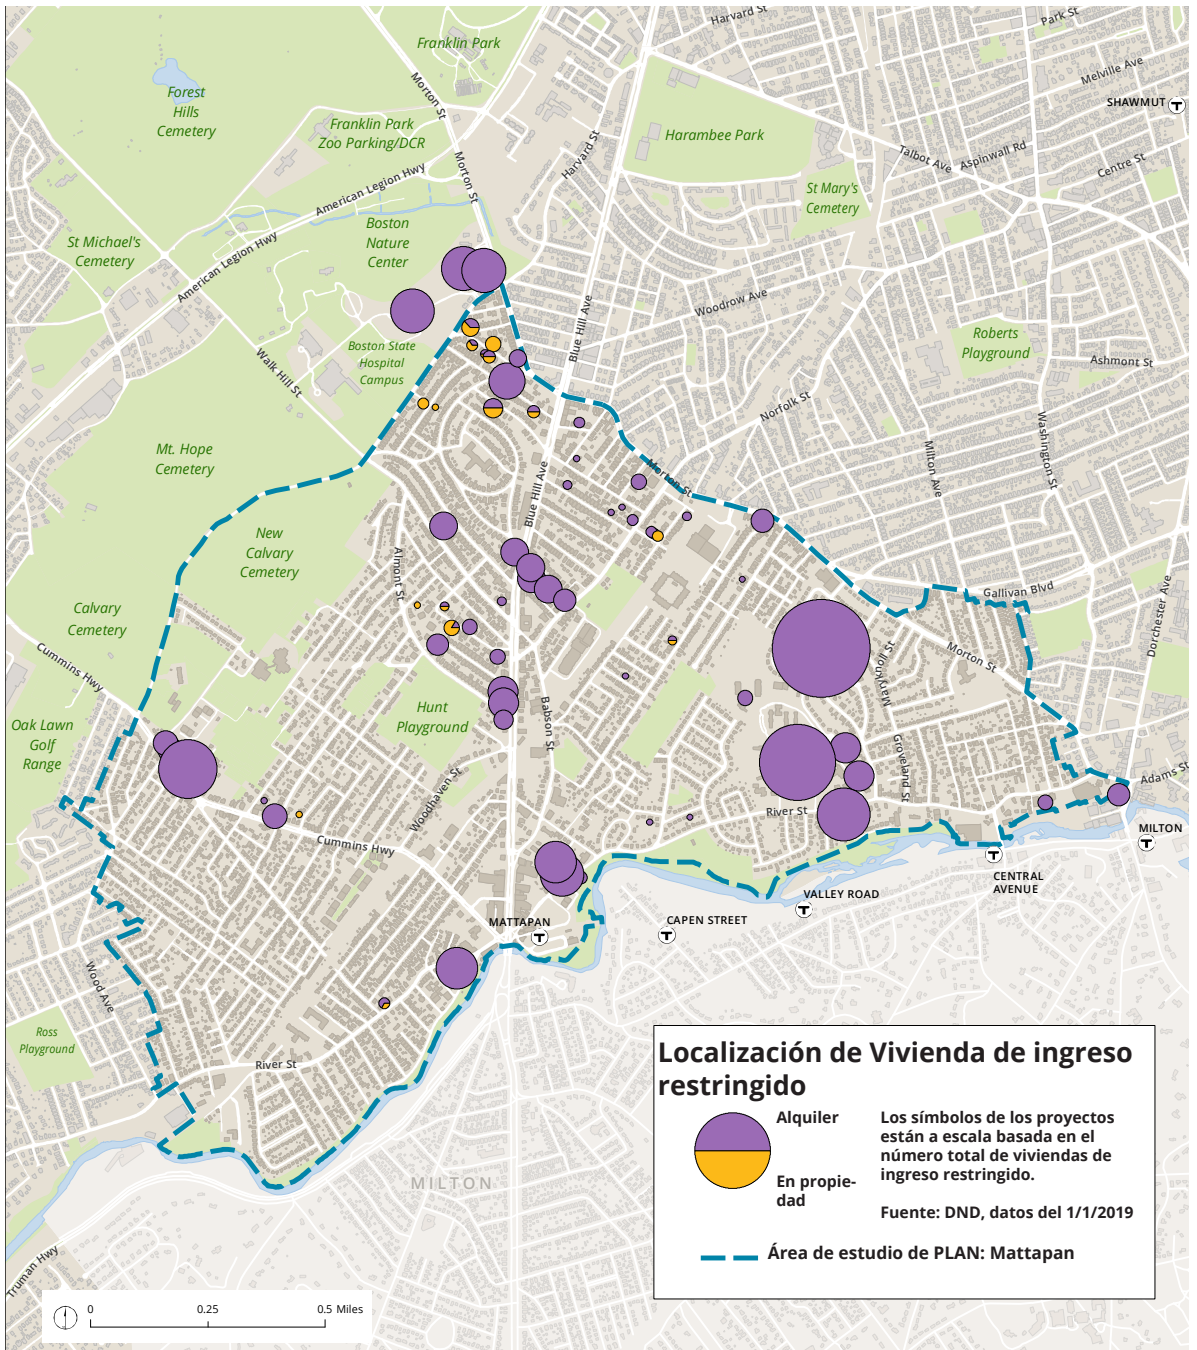 Harvard St
Park St
Franklin Park
Melville Ave
Morton St
SHAWMUT
T
Forest
Hills
Cemetery
Franklin Park
Zoo Parking/DCR
Harambee Park
Harvard St
Talbot Ave
Aspinwall Rd
Centre St
Morton St
American Legion Hwy
St Mary's
Cemetery
Boston
Nature
Center
St Michael's
Cemetery
American Legion Hwy
Woodrow Ave
Blue Hill Ave
Roberts
Playground
Boston State
Hospital
Campus
Ashmont St
Walk Hill St
Norfolk St
Washington St
Milton Ave
Mt. Hope
Cemetery
Morton St
Blue Hill Ave
New
Calvary
Cemetery
Almont St
Gallivan Blvd
Calvary
Cemetery
Dorchester Ave
Cummins Hwy
Morton St
Maryknoll St
Oak Lawn
Golf
Range
Hunt
Playground
Babson St
Groveland St
Adams St
Woodhaven St
River St
MILTON
T
Cummins Hwy
CENTRAL
AVENUE
T
VALLEY ROAD
T
MATTAPAN
T
CAPEN STREET
T
Wood Ave
Ross
Playground
River St
MILTON
Truman Hwy
Localización de Vivienda de ingreso
restringido
Alquiler
En propie-
dad
Los símbolos de los proyectos
están a escala basada en el
número total de viviendas de
ingreso restringido.
Fuente: DND, datos del 1/1/2019
Área de estudio de PLAN: Mattapan
0 0.25 0.5 Miles